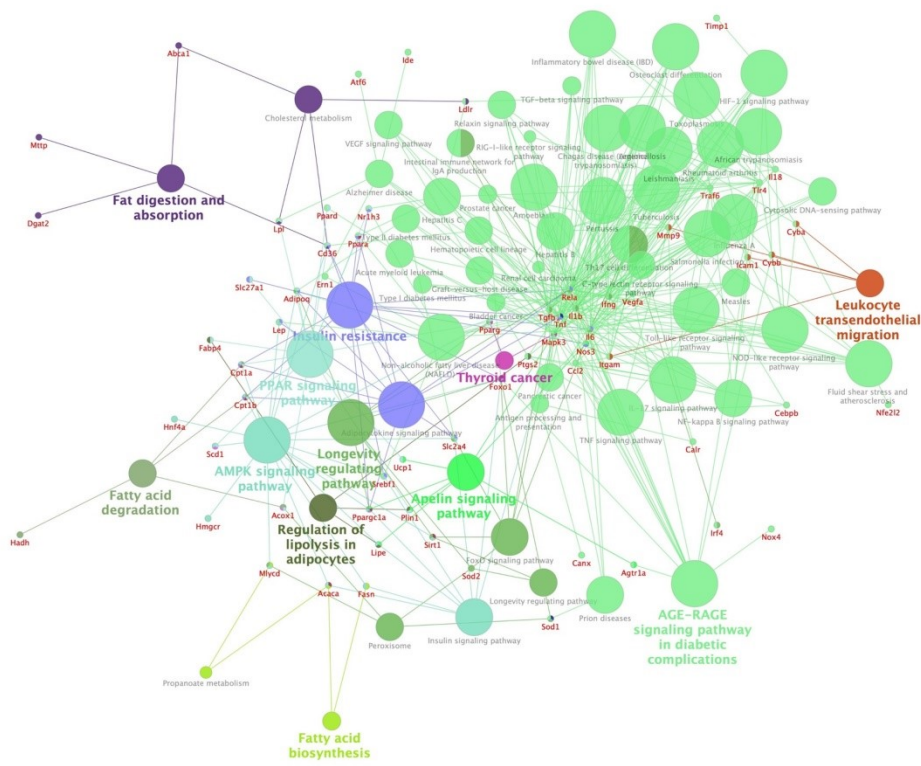 Timp1
Abca1
Ide
Inflammatory bowel disease (IBD)
Osteoclast differentiation
Atf6
HIF-1 signaling pathway
TGF-beta signaling pathway
Ldlr
Cholesterol metabolism
Relaxin signaling pathway
Toxoplasmosis
Mttp
VEGF signaling pathway
RIG-I-like receptor signaling
pathway
Chagas disease (American
trypanosomiasis)
African trypanosomiasis
Intestinal immune network for
IgA production
Rheumatoid arthritis
Il18
Leishmaniasis
Tlr4
Fat digestion and
absorption
Alzheimer disease
Traf6
Cytosolic DNA-sensing pathway
Prostate cancer
Dgat2
Ppard
Nr1h3
Hepatitis C
Amoebiasis
Tuberculosis
Cyba
Lpl
Type II diabetes mellitus
Pertussis
Mmp9
Ppara
Cd36
Hematopoietic cell lineage
Hepatitis B
Salmonella infection
Cybb
Acute myeloid leukemia
Renal cell carcinoma
Icam1
Slc27a1
Ern1
Graft-versus-host disease
C-type lectin receptor signaling
pathway
Measles
Leukocyte
transendothelial
migration
Adipoq
Type I diabetes mellitus
Rela
Ifng
Vegfa
Bladder cancer
Tgfb
Il1b
Lep
Insulin resistance
Pparg
Tnf
Il6
Toll-like receptor signaling
pathway
Mapk3
Nos3
Fabp4
Non-alcoholic fatty liver disease
(NAFLD)
Ptgs2
Itgam
NOD-like receptor signaling
pathway
PPAR signaling
pathway
Thyroid cancer
Ccl2
Cpt1a
Foxo1
Fluid shear stress and
atherosclerosis
Cpt1b
Pancreatic cancer
Nfe2l2
Antigen processing and
presentation
IL-17 signaling pathway
Cebpb
Hnf4a
Adipocytokine signaling pathway
NF-kappa B signaling pathway
Scd1
Slc2a4
TNF signaling pathway
Calr
AMPK signaling
pathway
Longevity
regulating
pathway
Ucp1
Srebf1
Fatty acid
degradation
Apelin signaling
pathway
Hmgcr
Acox1
Ppargc1a
Plin1
Regulation of
lipolysis in
adipocytes
Irf4
Nox4
Hadh
Lipe
Sirt1
FoxO signaling pathway
Canx
Agtr1a
Mlycd
Sod2
Acaca
Fasn
Longevity regulating pathway
Prion diseases
AGE-RAGE
signaling pathway
in diabetic
complications
Sod1
Peroxisome
Insulin signaling pathway
Propanoate metabolism
Fatty acid
biosynthesis